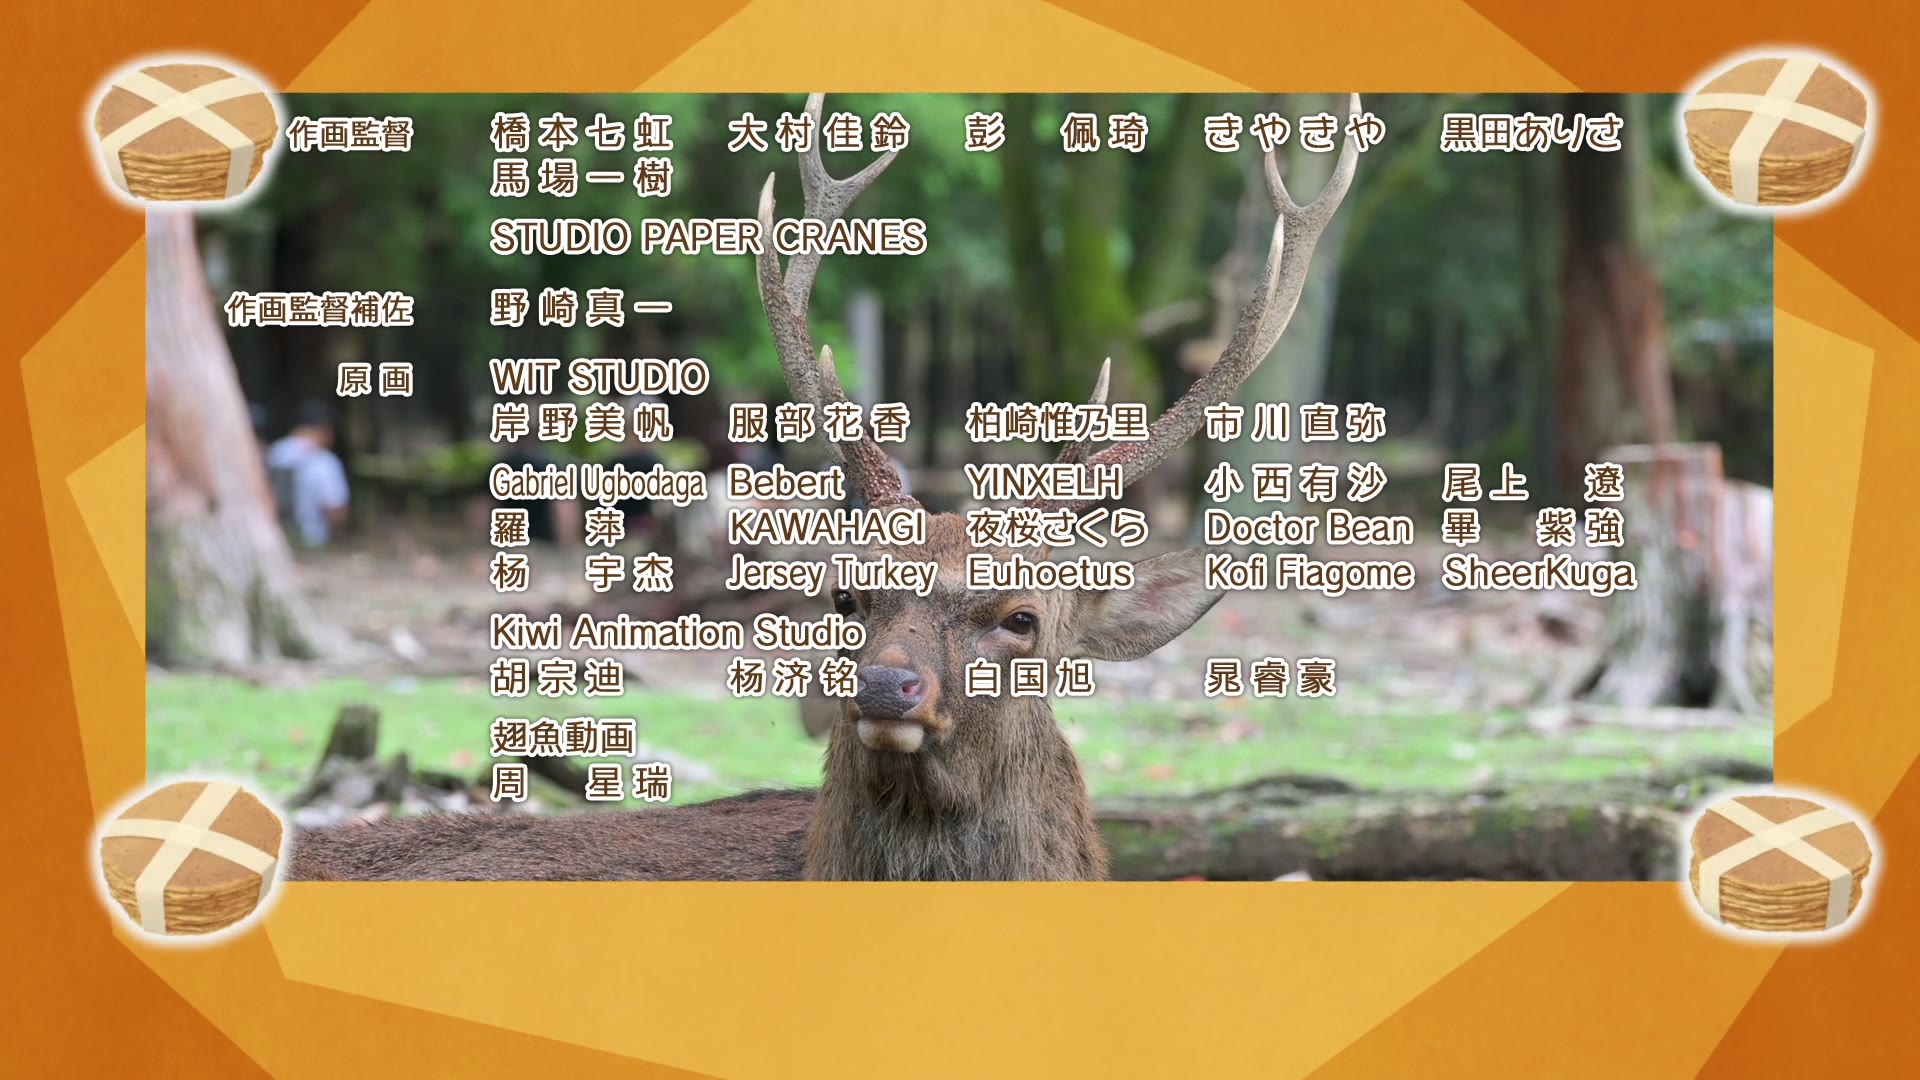 作画監督 橋本七虹 大村佳鈴 彭 佩琦 きやきや 黒田ありさ
馬場一樹
STUDIO PAPER CRANES
作画監督補佐 野崎真一
原画 WIT STUDIO
岸野美帆 服部花香 柏崎惟乃里 市川直弥
Gabriel Ugbodaga Bebert YINXELH 小西有沙 尾上 遼
羅 萍 KAWAHAGI 夜桜さくら Doctor Bean 畢 紫強
杨 宇杰 Jersey Turkey Euhoetus Kofi Fiagome SheerKuga
Kiwi Animation Studio
胡宗迪 杨济铭 白国旭 晁睿豪
翅魚動画
周 星瑞